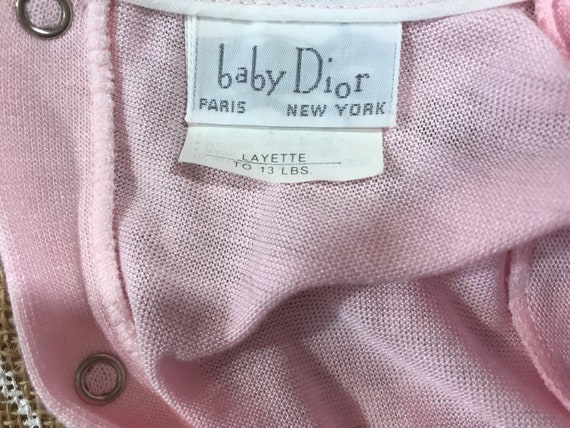 baby Dior
PARIS NEW YORK
LAYETTE
TO 13 LBS.